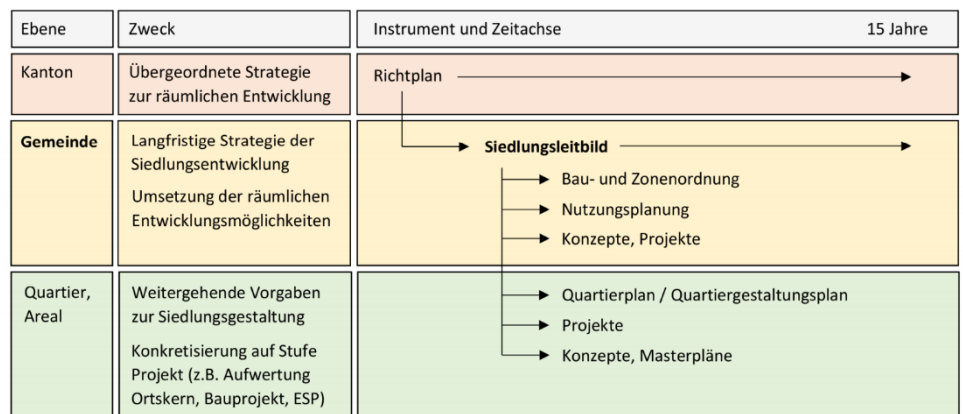 Ebene
Zweck
Instrument und Zeitachse
15 Jahre
Kanton
Übergeordnete Strategie
zur räumlichen Entwicklung
Richtplan
Gemeinde
Langfristige Strategie der
Siedlungsentwicklung
Umsetzung der räumlichen
Entwicklungsmöglichkeiten
Siedlungsleitbild
Bau- und Zonenordnung
Nutzungsplanung
Konzepte, Projekte
Quartier,
Areal
Weitergehende Vorgaben
zur Siedlungsgestaltung
Konkretisierung auf Stufe
Projekt (z.B. Aufwertung
Ortskern, Bauprojekt, ESP)
Quartierplan / Quartiergestaltungsplan
Projekte
Konzepte, Masterpläne